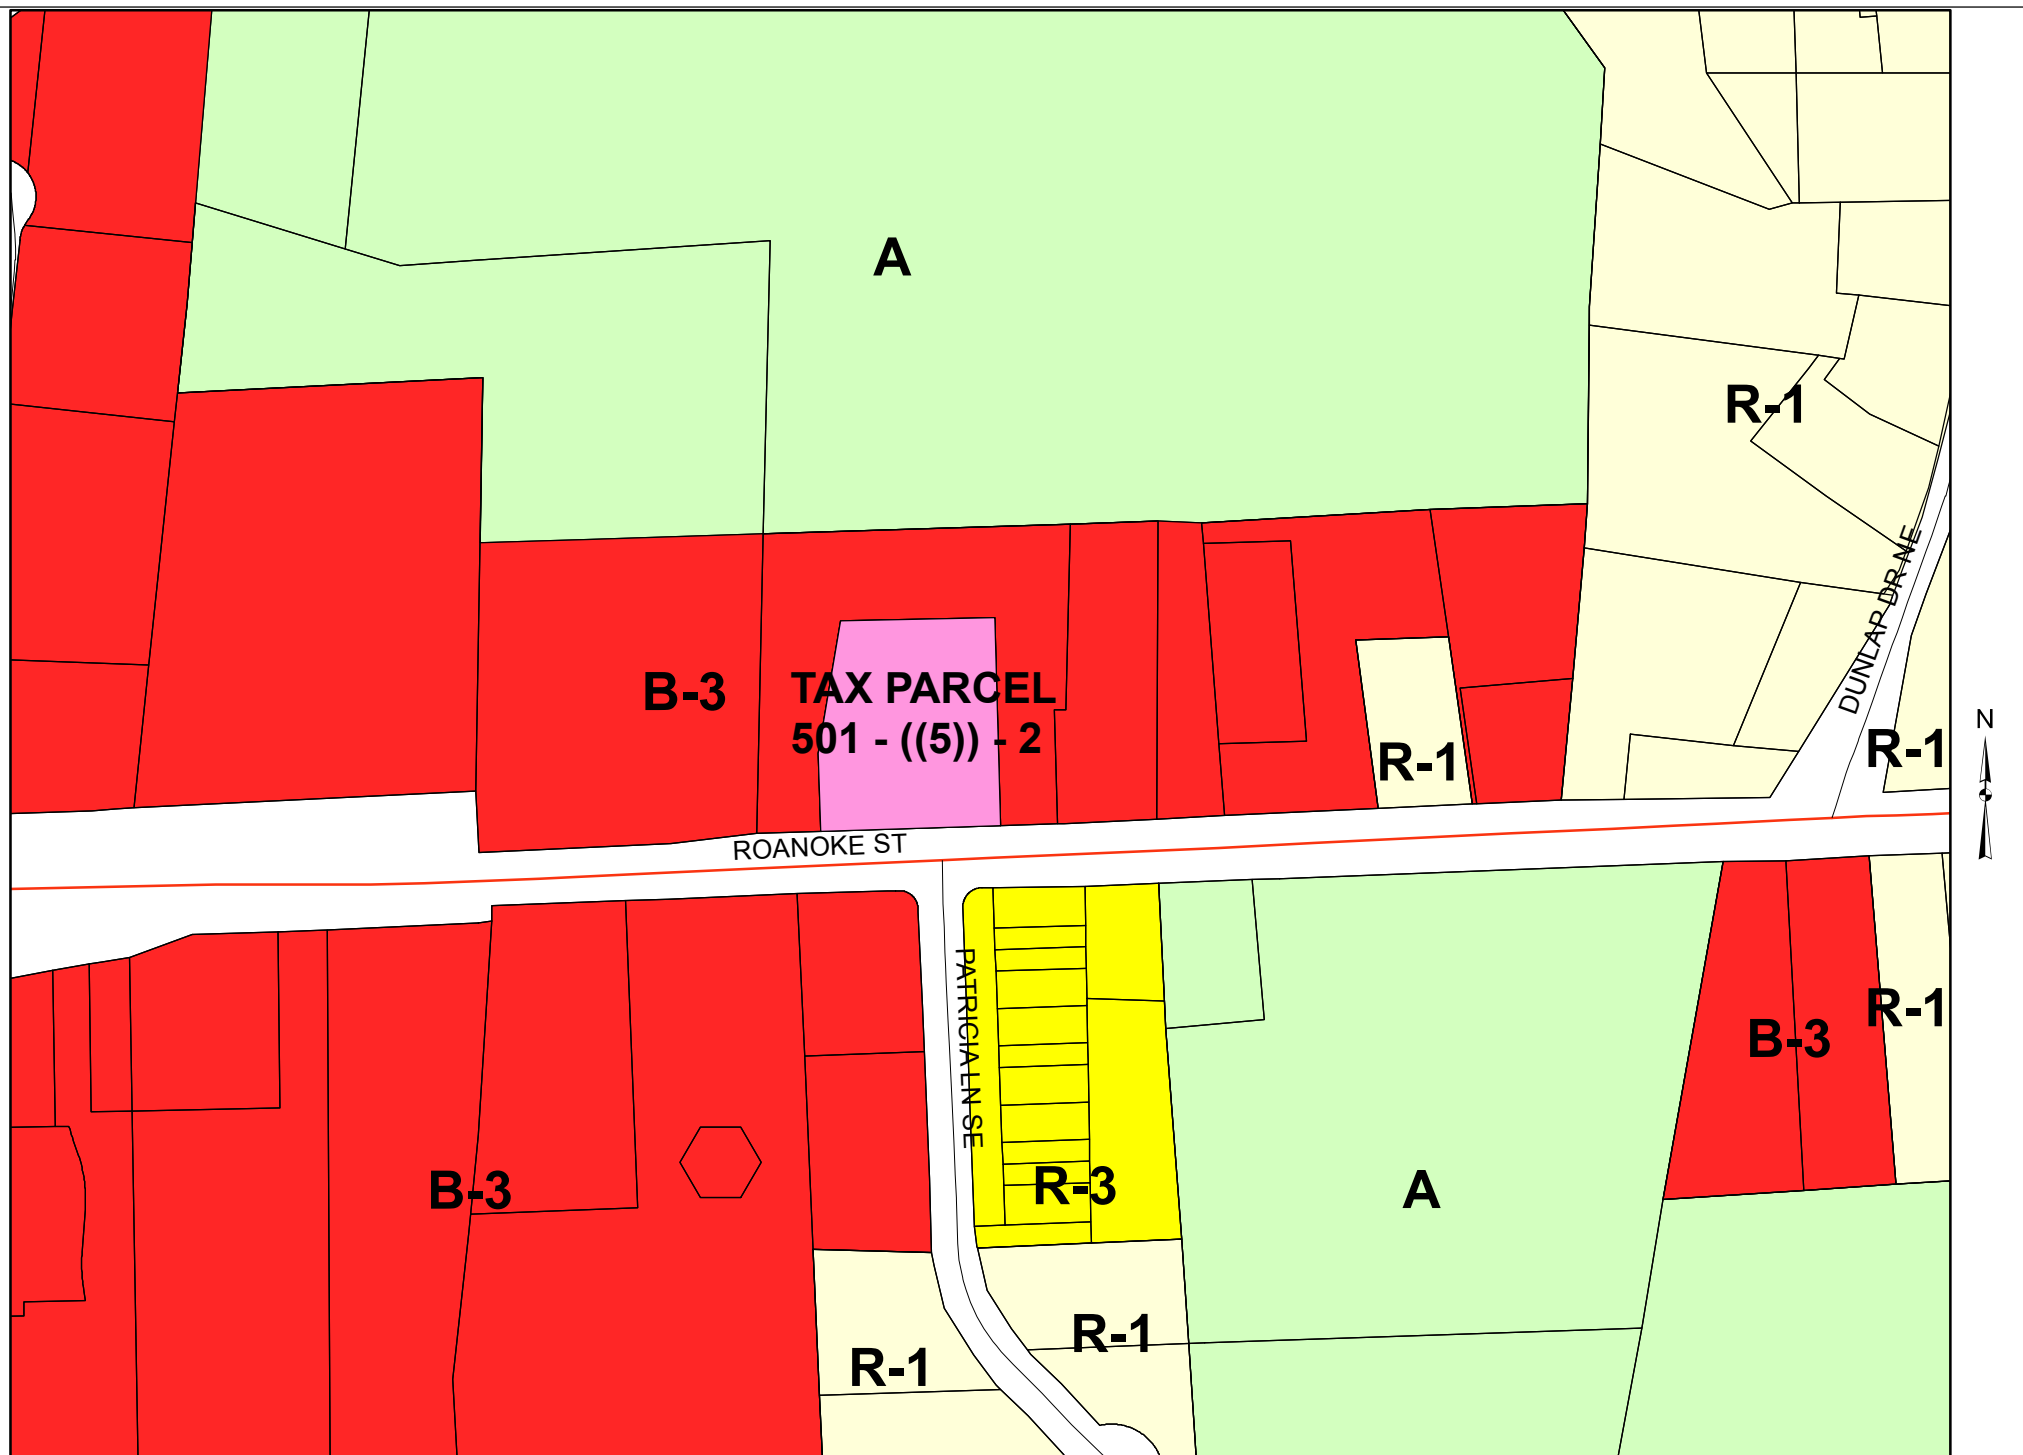 A
R-1
DUNLAP DR NE
B-3
TAX PARCEL
501 - ((5)) - 2
R-1
R-1
N
ROANOKE ST
PATRICIA LN SE
R-1
B-3
B-3
R-3
A
R-1
R-1